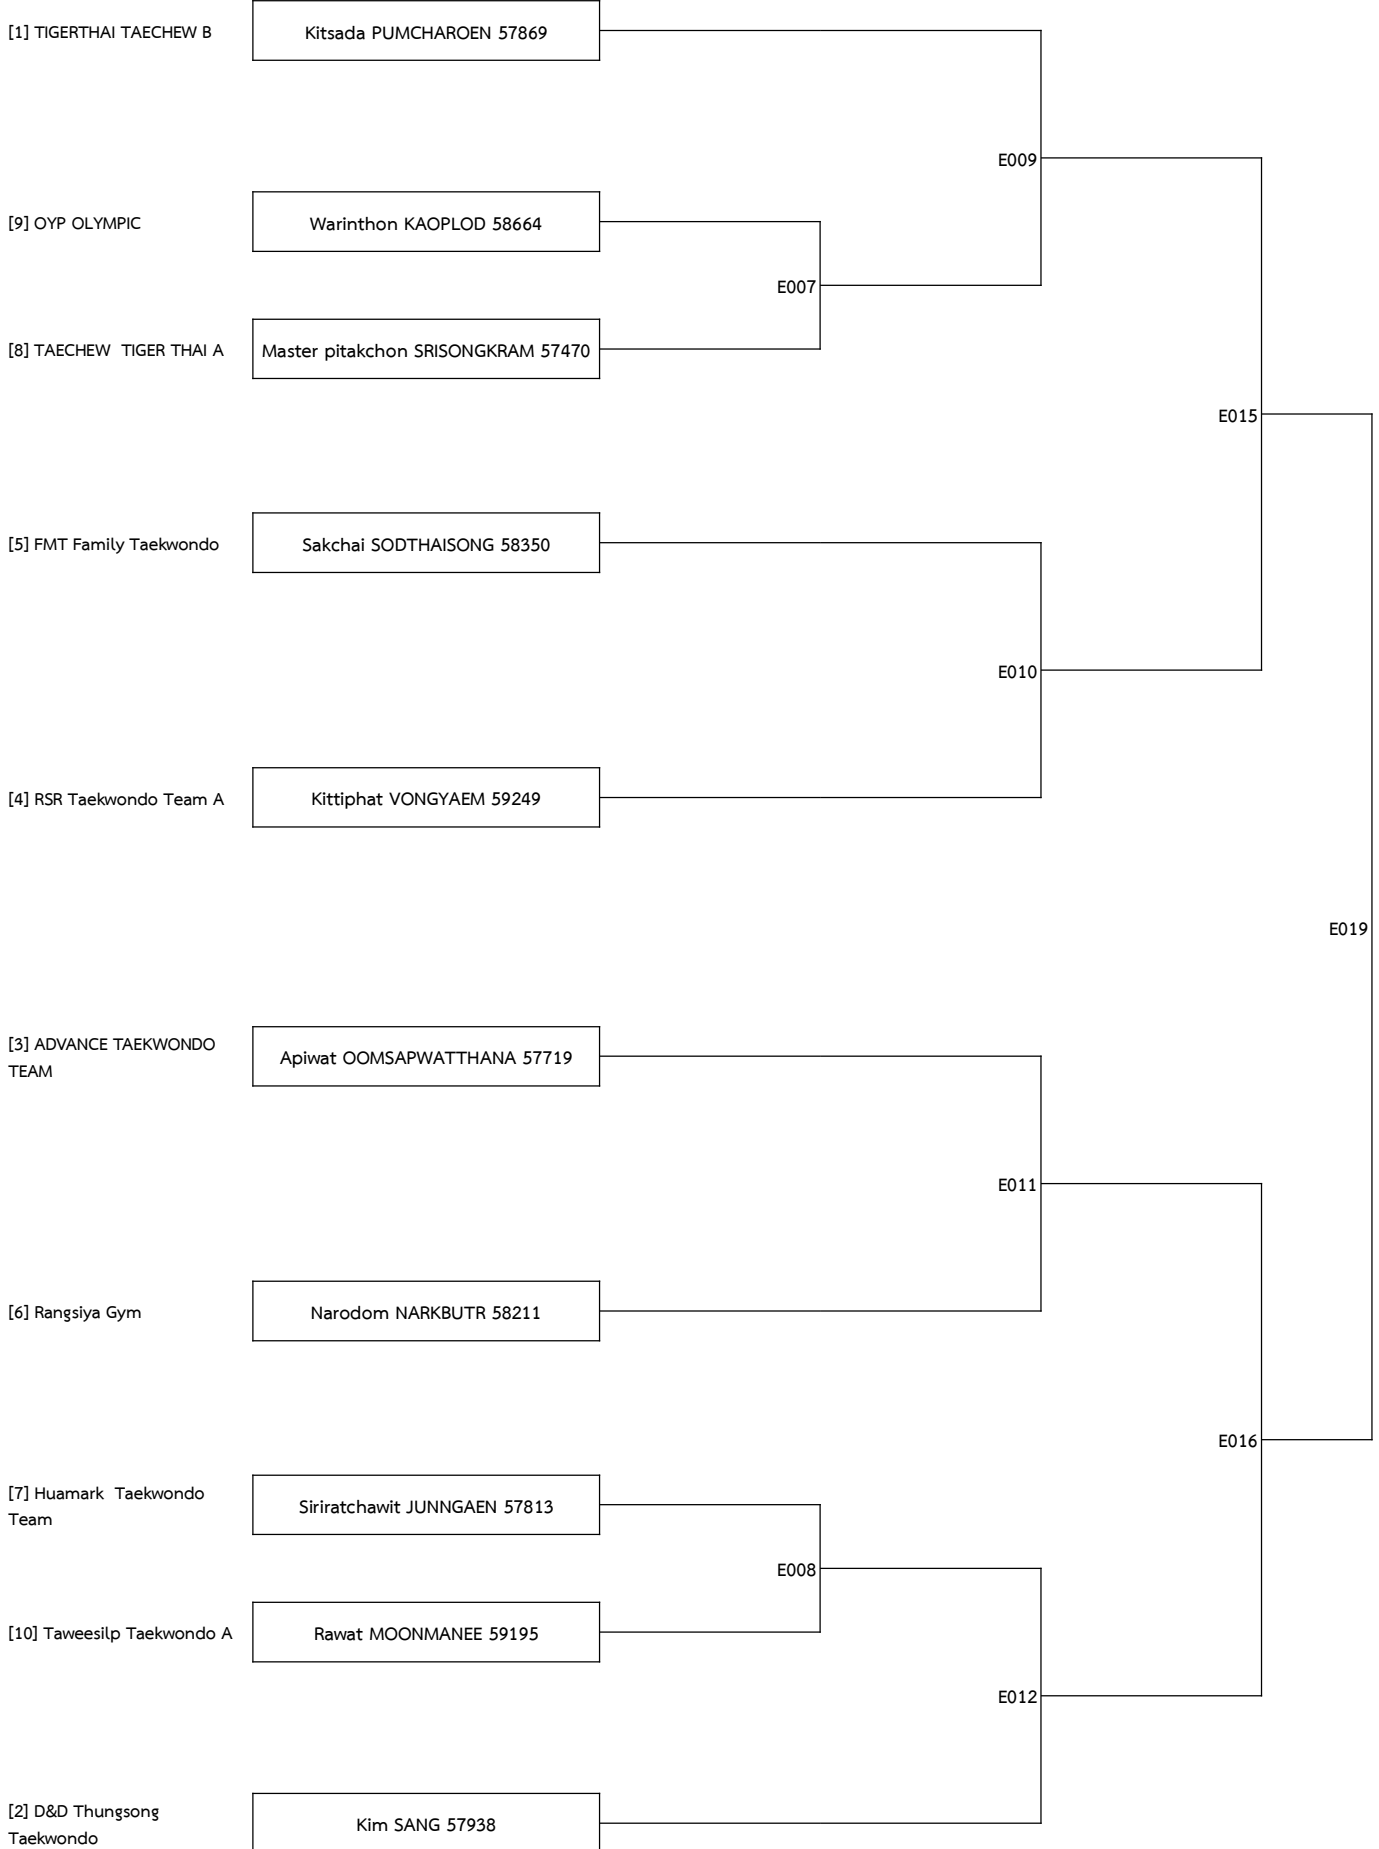 [1] TIGERTHAI TAECHEW B
Kitsada PUMCHAROEN 57869
E009
[9] OYP OLYMPIC
Warinthon KAOPLOD 58664
E007
[8] TAECHEW  TIGER THAI A
Master pitakchon SRISONGKRAM 57470
E015
[5] FMT Family Taekwondo
Sakchai SODTHAISONG 58350
E010
[4] RSR Taekwondo Team A
Kittiphat VONGYAEM 59249
E019
[3] ADVANCE TAEKWONDO
TEAM
Apiwat OOMSAPWATTHANA 57719
E011
[6] Rangsiya Gym
Narodom NARKBUTR 58211
E016
[7] Huamark  Taekwondo
Team
Siriratchawit JUNNGAEN 57813
E008
[10] Taweesilp Taekwondo A
Rawat MOONMANEE 59195
E012
[2] D&D Thungsong
Taekwondo
Kim SANG 57938